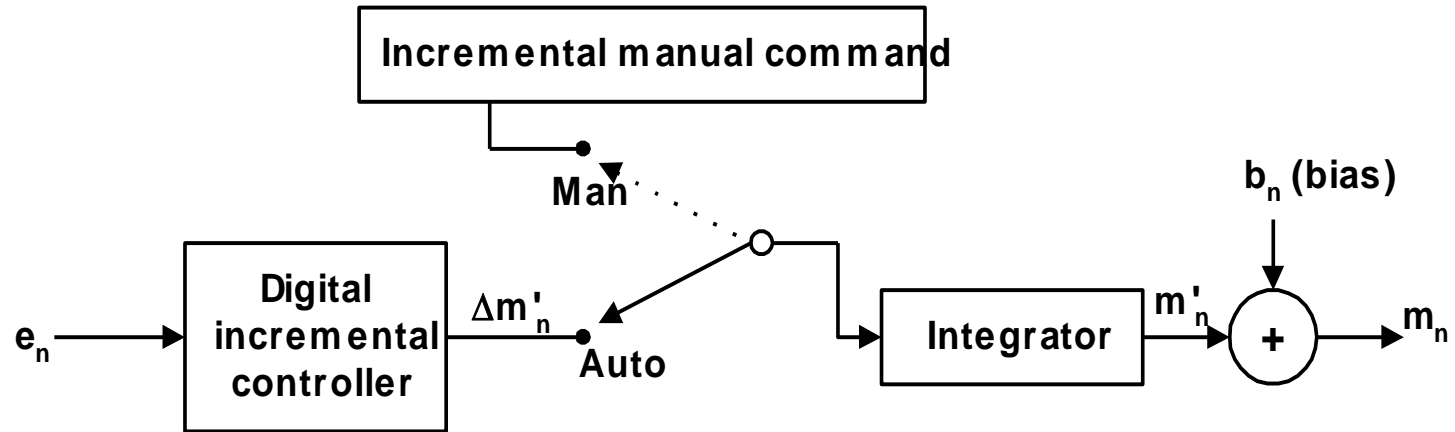 Incremental manual command
Man
b_n (bias)
Digital
incremental
controller
e_n
Δm'_n
Auto
Integrator
m'_n
+
m_n